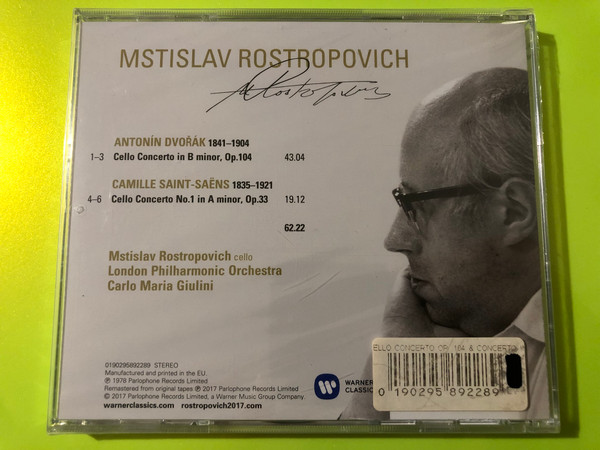 MSTISLAV ROSTROPOVICH
ANTONÍN DVOŘÁK 1841–1904
1–3 Cello Concerto in B minor, Op.104 43.04
CAMILLE SAINT-SAËNS 1835–1921
4–6 Cello Concerto No.1 in A minor, Op.33 19.12
62.22
Mstislav Rostropovich cello
London Philharmonic Orchestra
Carlo Maria Giulini
0190295892289 STEREO
Manufactured and printed in the EU.
℗ 1978 Parlophone Records Limited
Remastered from original tapes ℗ 2017 Parlophone Records Limited
© 2017 Parlophone Records Limited, a Warner Music Group Company.
warnerclassics.com rostropovich2017.com
WARNER
CLASSIC
ELLO CONCERTO OP. 104 & CONCERTO
0 190295 892289